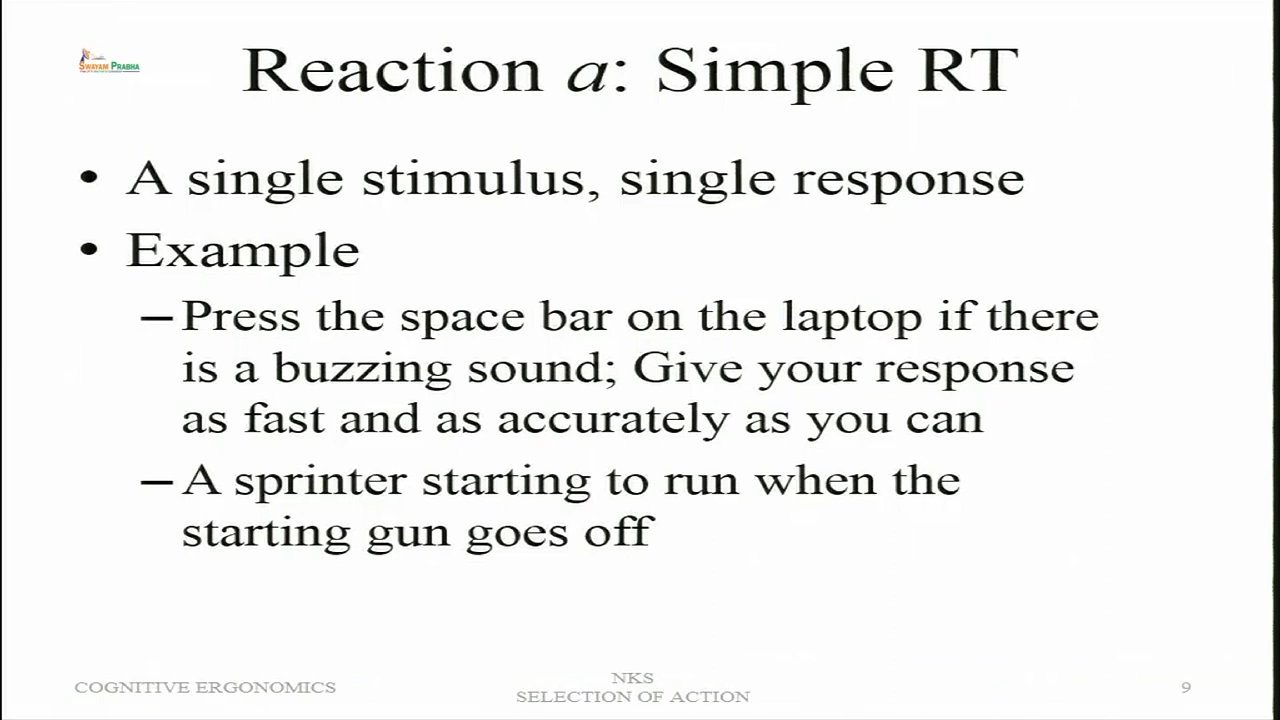 SWAYAM PRABHA
Reaction a: Simple RT
• A single stimulus, single response
• Example
– Press the space bar on the laptop if there
is a buzzing sound; Give your response
as fast and as accurately as you can
– A sprinter starting to run when the
starting gun goes off
COGNITIVE ERGONOMICS
NKS
SELECTION OF ACTION
9